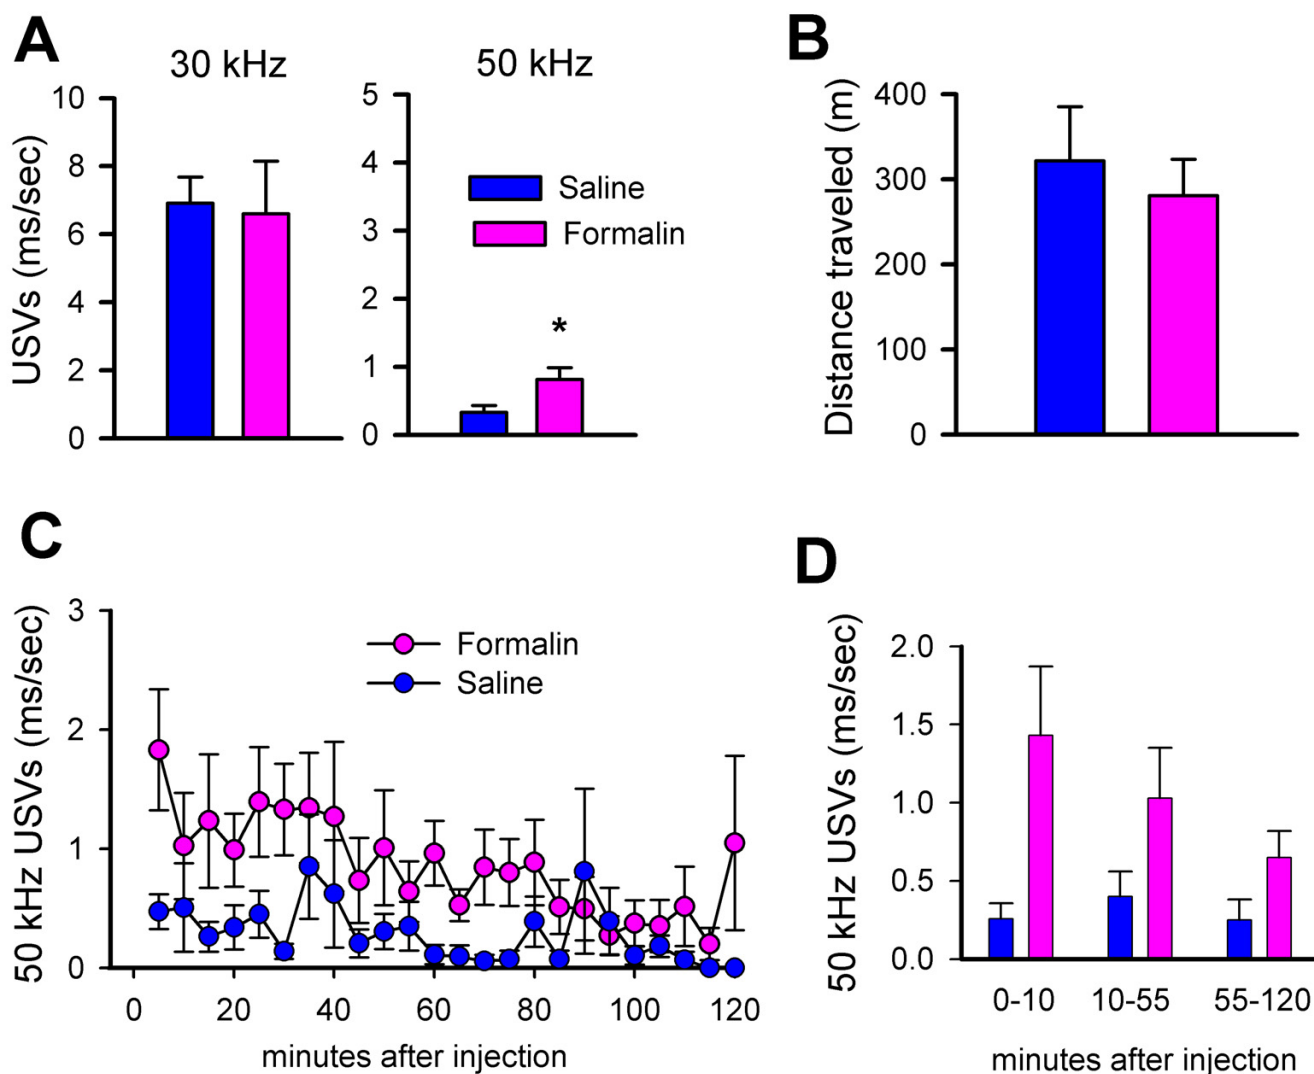 A
30 kHz
50 kHz
USVs (ms/sec)
10
8
6
4
2
0
5
4
3
2
1
0
Saline
Formalin
*
B
Distance traveled (m)
400
300
200
100
0
C
50 kHz USVs (ms/sec)
3
2
1
0
Formalin
Saline
0 20 40 60 80 100 120
minutes after injection
D
50 kHz USVs (ms/sec)
2.0
1.5
1.0
0.5
0.0
0-10 10-55 55-120
minutes after injection